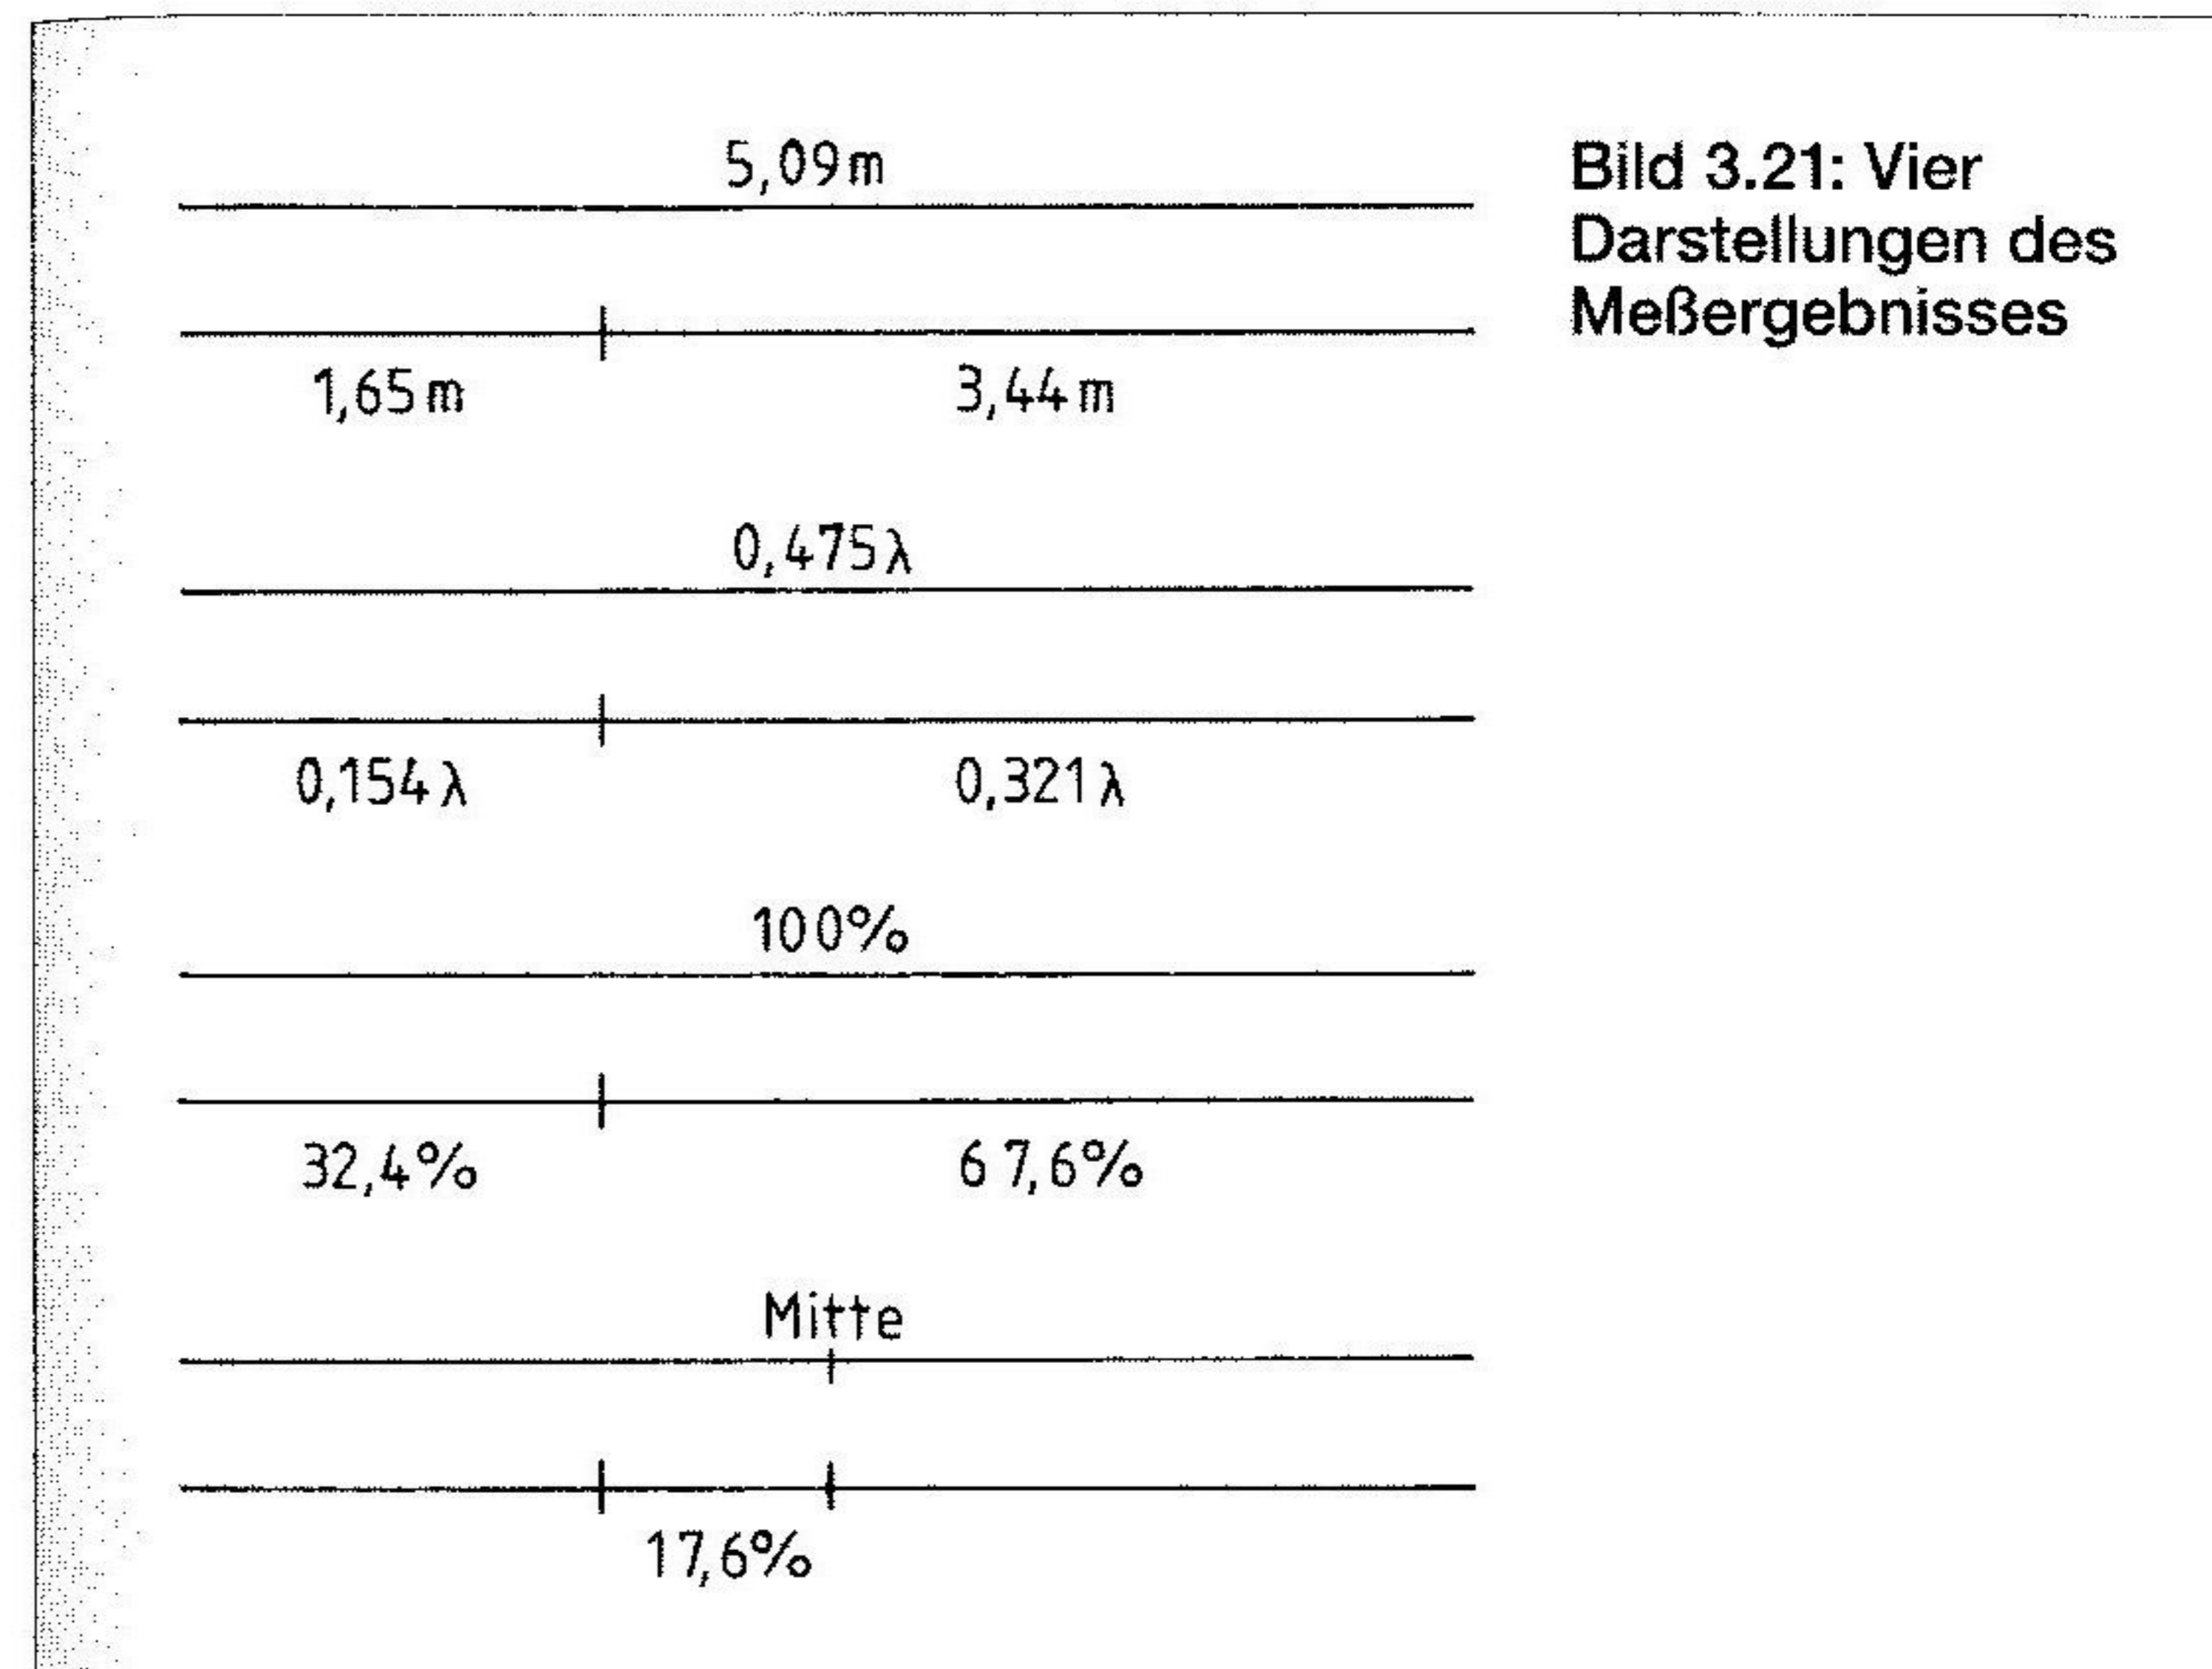 5,09m
Bild 3.21: Vier
Darstellungen des
Meßergebnisses
1,65m 3,44m
0,475λ
0,154λ 0,321λ
100%
32,4% 67,6%
Mitte
17,6%